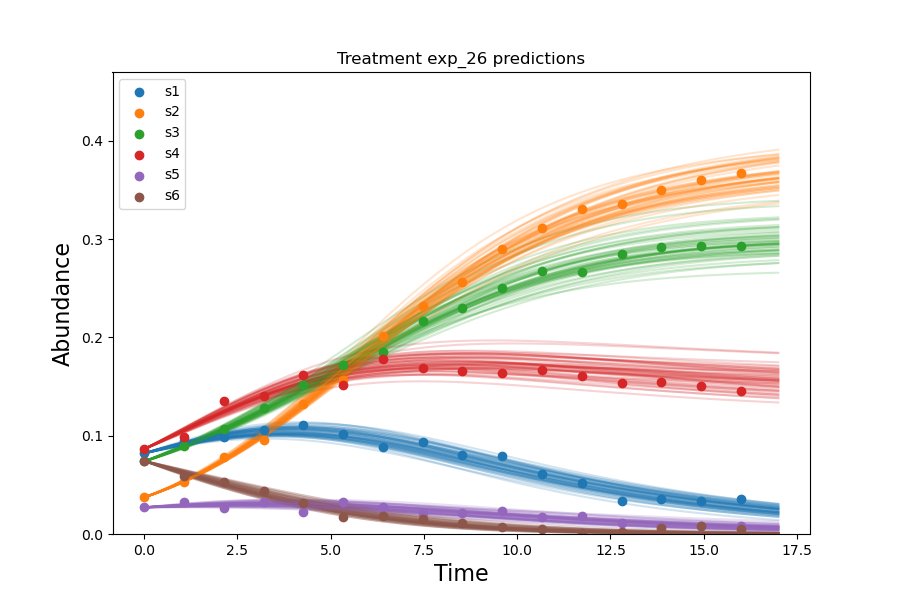 Treatment exp_26 predictions
s1
s2
s3
s4
s5
s6
Abundance
0.4
0.3
0.2
0.1
0.0
0.0 2.5 5.0 7.5 10.0 12.5 15.0 17.5
Time